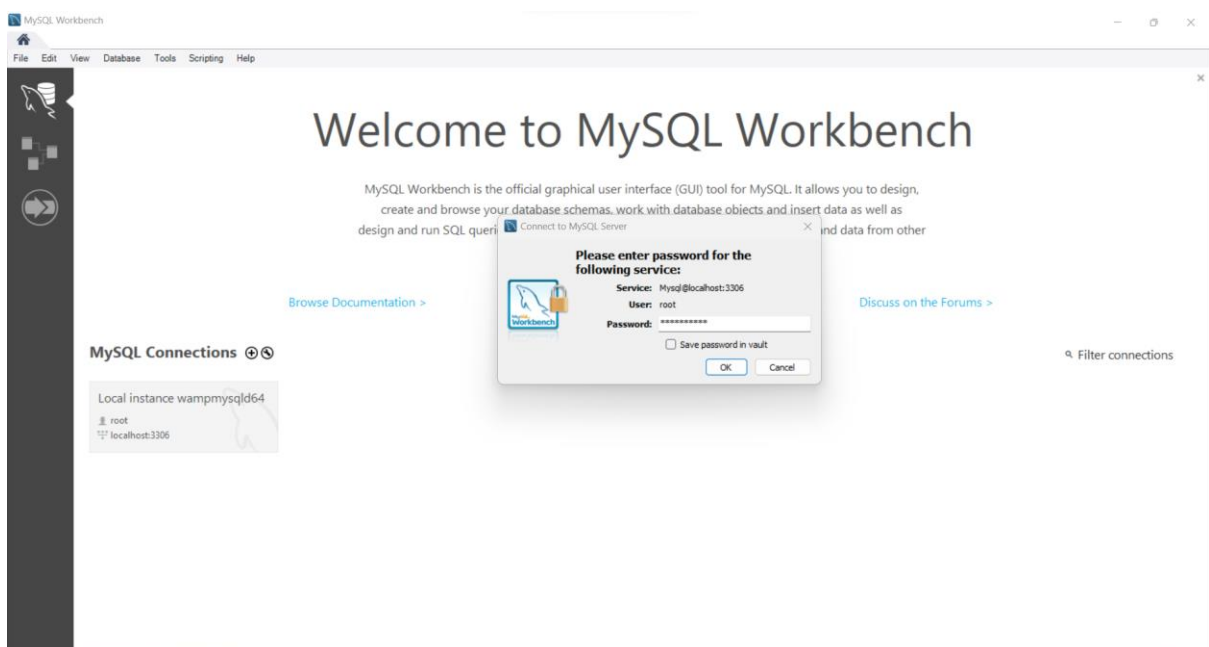 MySQL Workbench
File Edit View Database Tools Scripting Help
Welcome to MySQL Workbench
MySQL Workbench is the official graphical user interface (GUI) tool for MySQL. It allows you to design,
create and browse your database schemas, work with database objects and insert data as well as
design and run SQL queri
nd data from other
Connect to MySQL Server
Please enter password for the
following service:
Service: Mysql@localhost:3306
User: root
Password: **********
Save password in vault
OK Cancel
MySQL
Workbench
Browse Documentation >
Discuss on the Forums >
MySQL Connections
Filter connections
Local instance wampmysqld64
root
localhost:3306